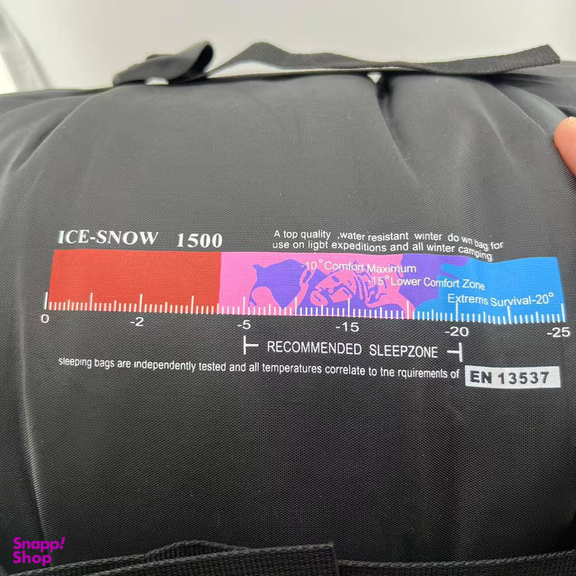 ICE-SNOW 1500
A top quality ,water resistant winter do wn bag for
use on ligbt expeditions and all winter camping
10°Comfort Maximum
15°Lower Comfort Zone
Extrems Survival-20°
0 -2 -5 -15 -20 -25
RECOMMENDED SLEEPZONE
sleeping bags are independently tested and all temperatures correlate to tne rquirements of EN 13537
Snapp!
Shop